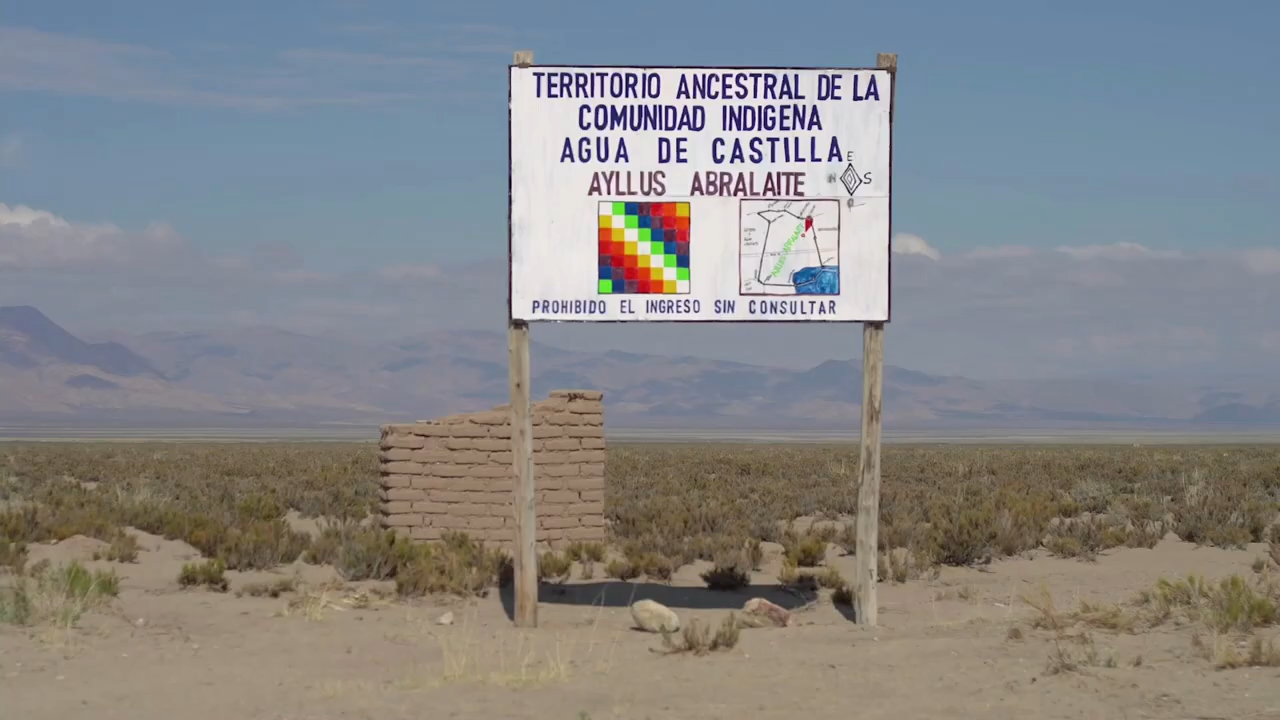 TERRITORIO ANCESTRAL DE LA
COMUNIDAD INDIGENA
AGUA DE CASTILLA
AYLLUS ABRALAITE
E
N S
O
PROHIBIDO EL INGRESO SIN CONSULTAR